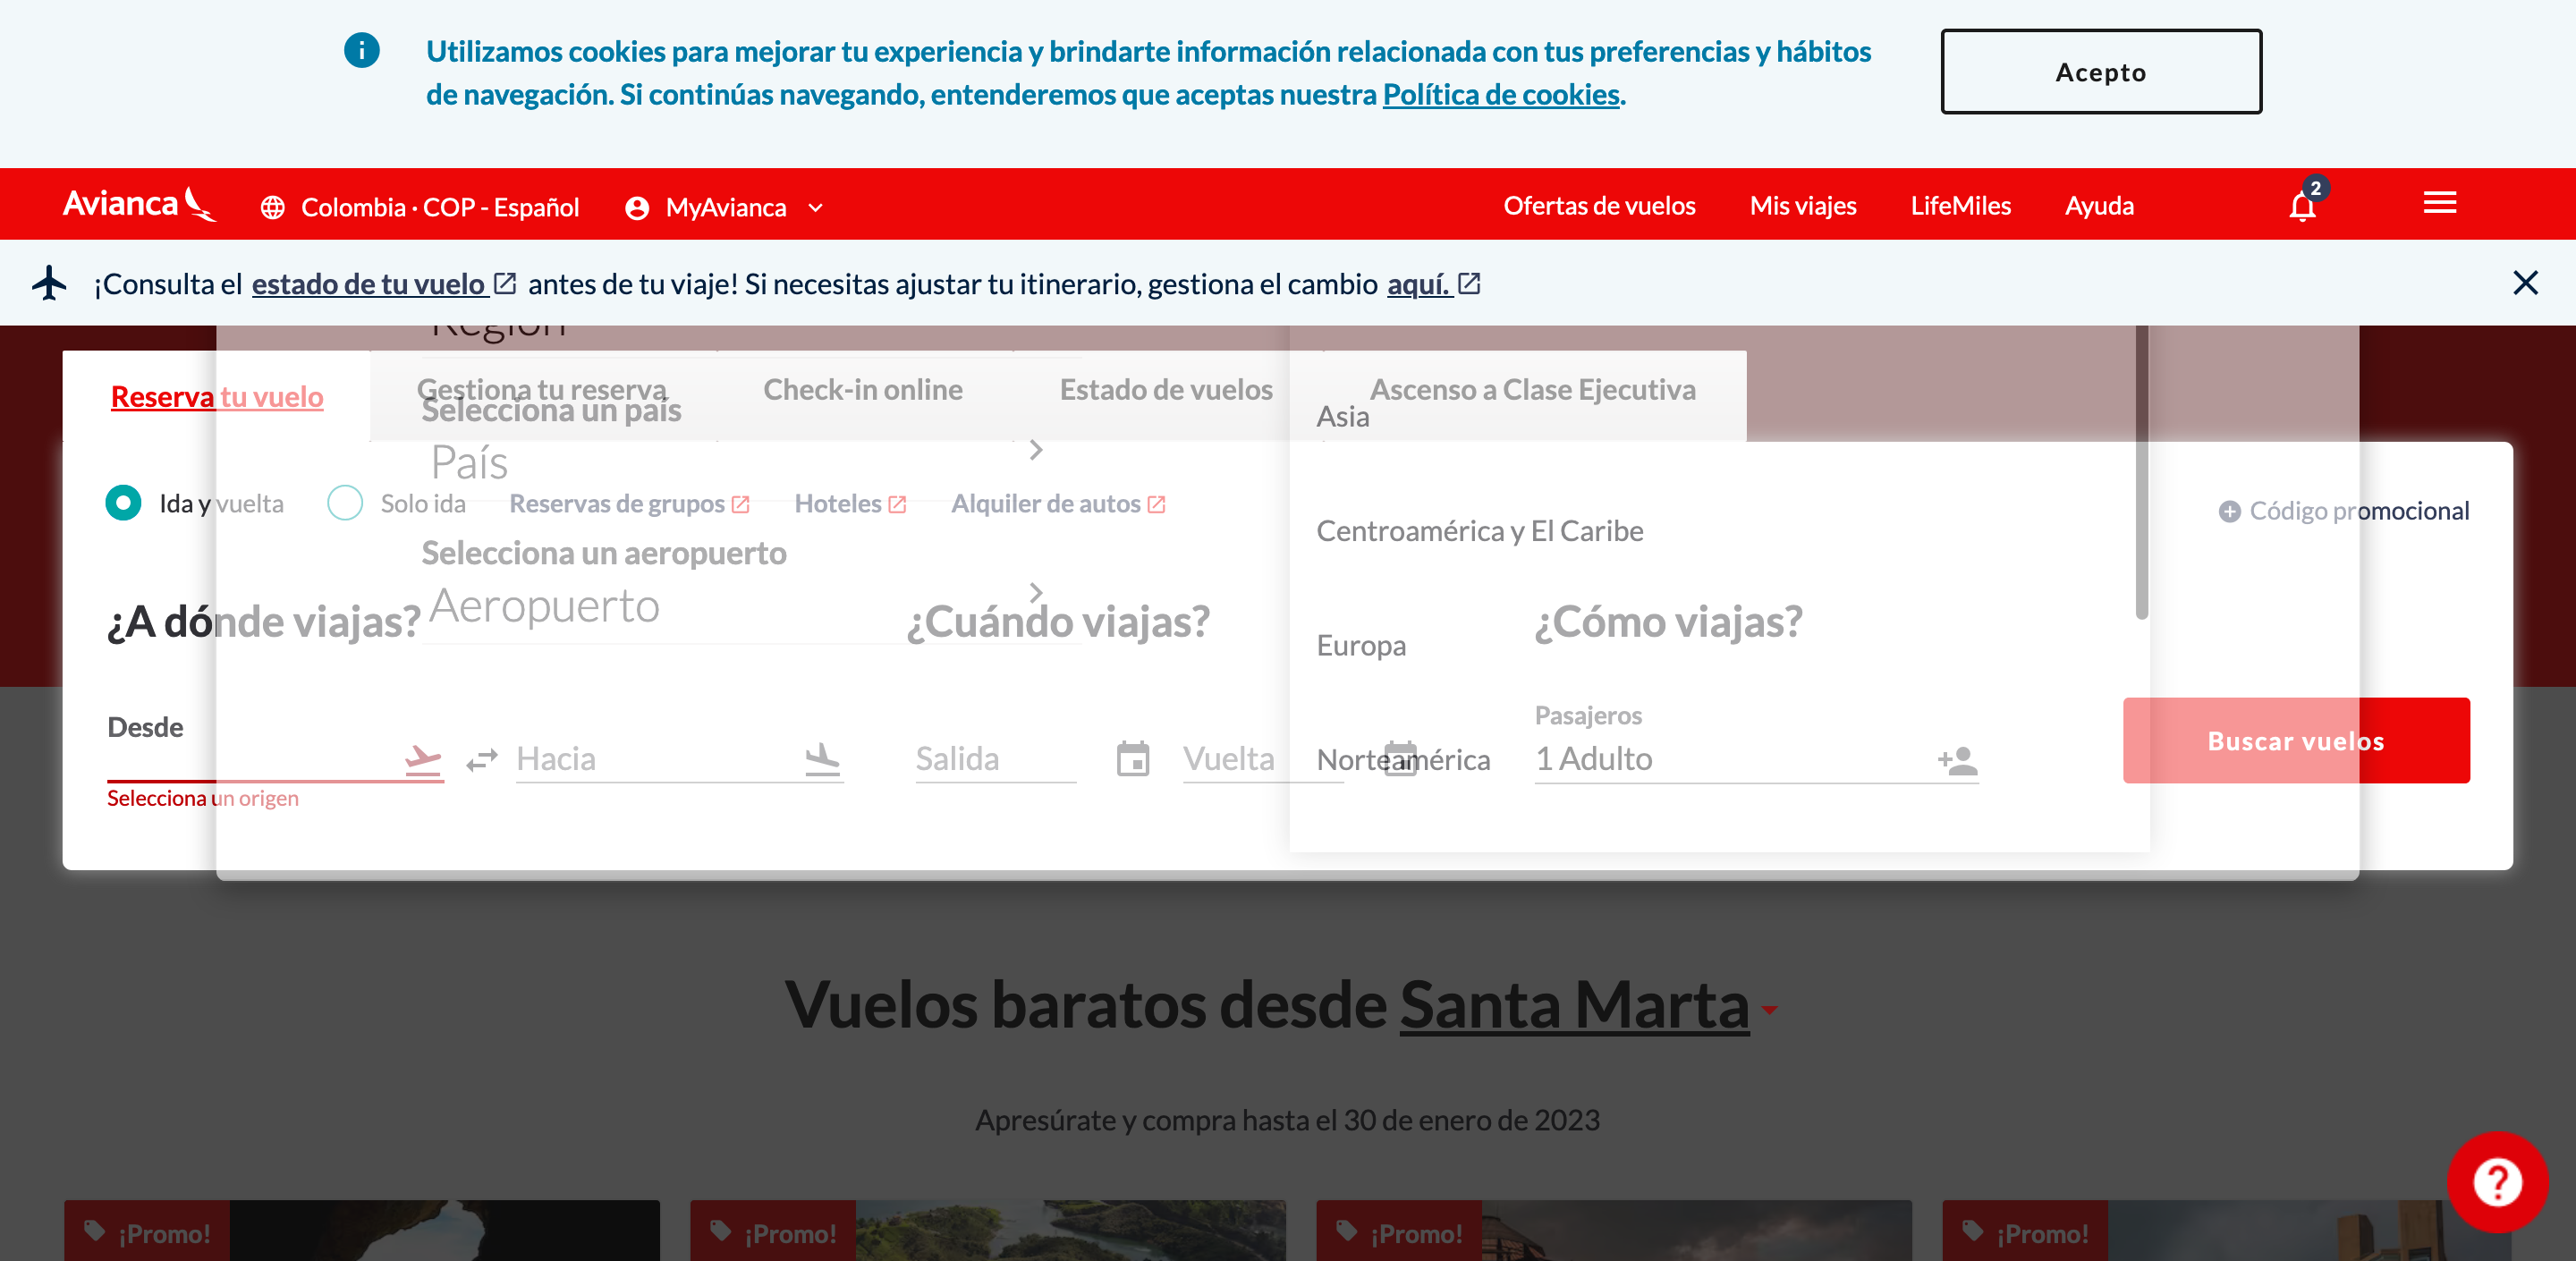 Utilizamos cookies para mejorar tu experiencia y brindarte información relacionada con tus preferencias y hábitos
de navegación. Si continúas navegando, entenderemos que aceptas nuestra Política de cookies.
Acepto
Avianca
Colombia · COP - Español
MyAvianca
Ofertas de vuelos
Mis viajes
LifeMiles
Ayuda
2
¡Consulta el estado de tu vuelo antes de tu viaje! Si necesitas ajustar tu itinerario, gestiona el cambio aquí.
Región
Reserva tu vuelo
Gestiona tu reserva
Check-in online
Estado de vuelos
Ascenso a Clase Ejecutiva
Selecciona un país
País
Asia
Ida y vuelta
Solo ida
Reservas de grupos
Hoteles
Alquiler de autos
Código promocional
Centroamérica y El Caribe
Selecciona un aeropuerto
Aeropuerto
¿A dónde viajas?
¿Cuándo viajas?
¿Cómo viajas?
Europa
Desde
Hacia
Salida
Vuelta
Norteamérica
Pasajeros
1 Adulto
Buscar vuelos
Selecciona un origen
Vuelos baratos desde Santa Marta
Apresúrate y compra hasta el 30 de enero de 2023
¡Promo!
¡Promo!
¡Promo!
¡Promo!